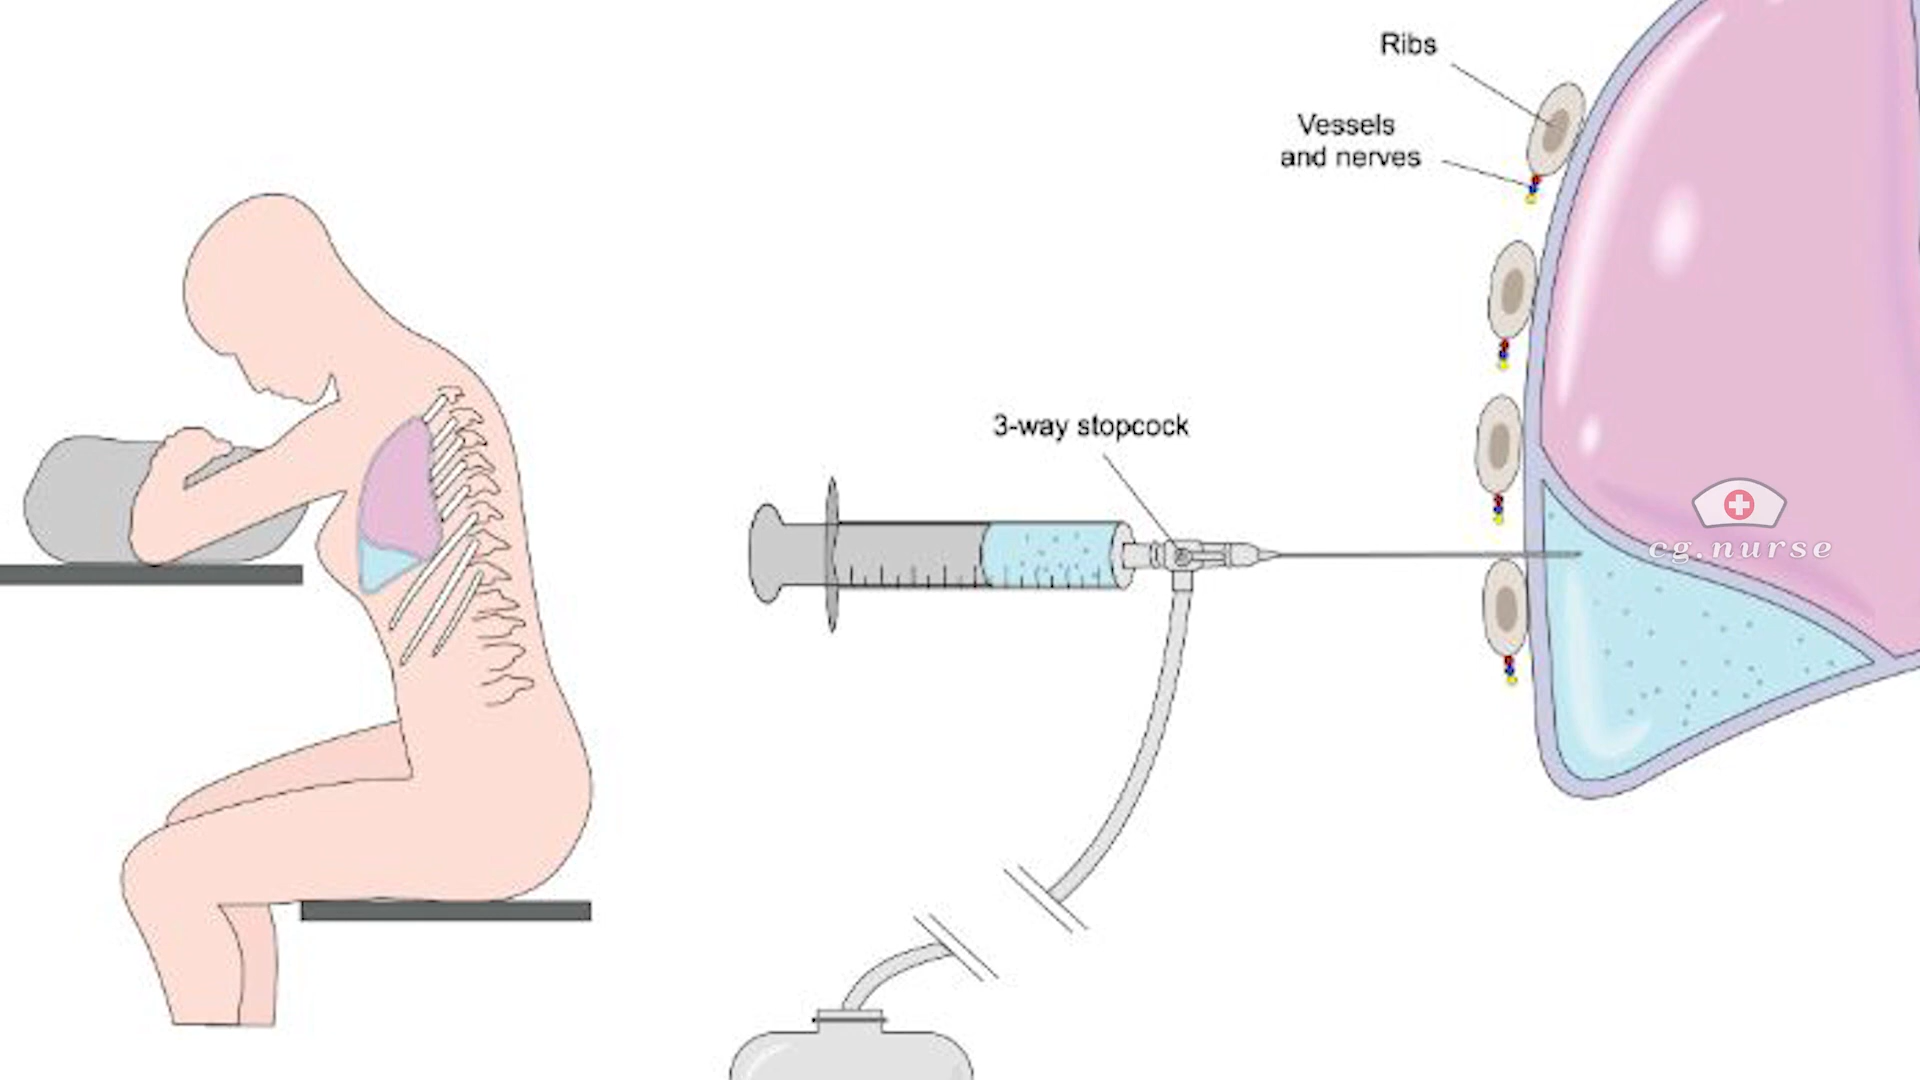 Ribs
Vessels
and nerves
3-way stopcock
cg.nurse